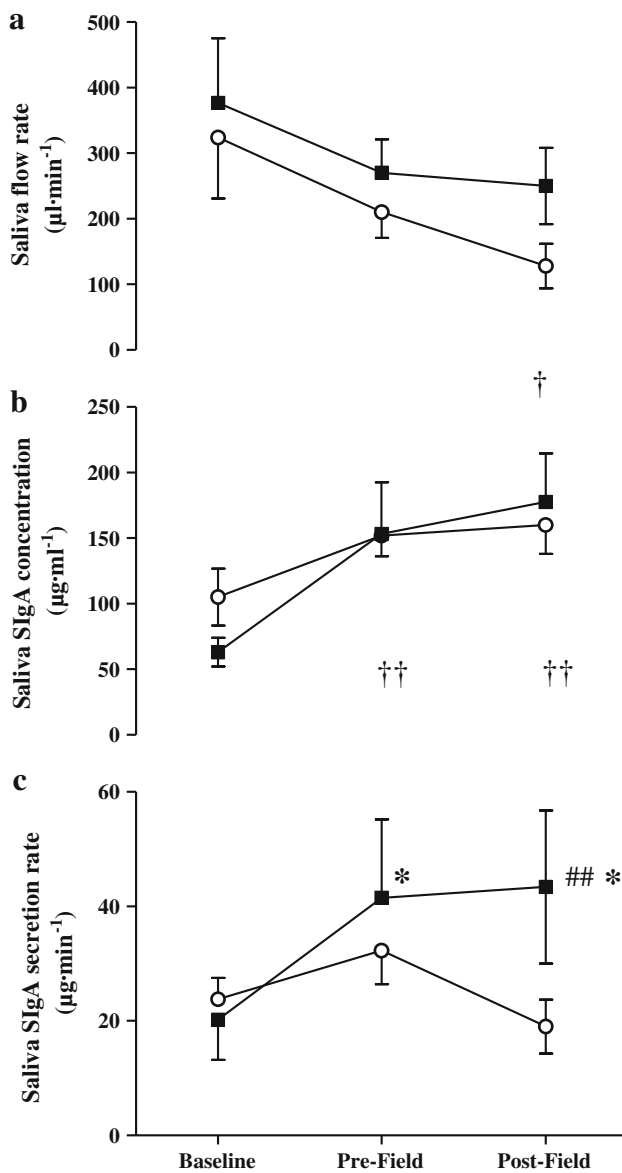 a
500
400
300
200
100
0
Saliva flow rate
(µl·min-1)
†
b
250
200
150
100
50
0
Saliva SIgA concentration
(µg·ml-1)
†† ††
c
60
40
20
0
Saliva SIgA secretion rate
(µg·min-1)
*
## *
Baseline Pre-Field Post-Field